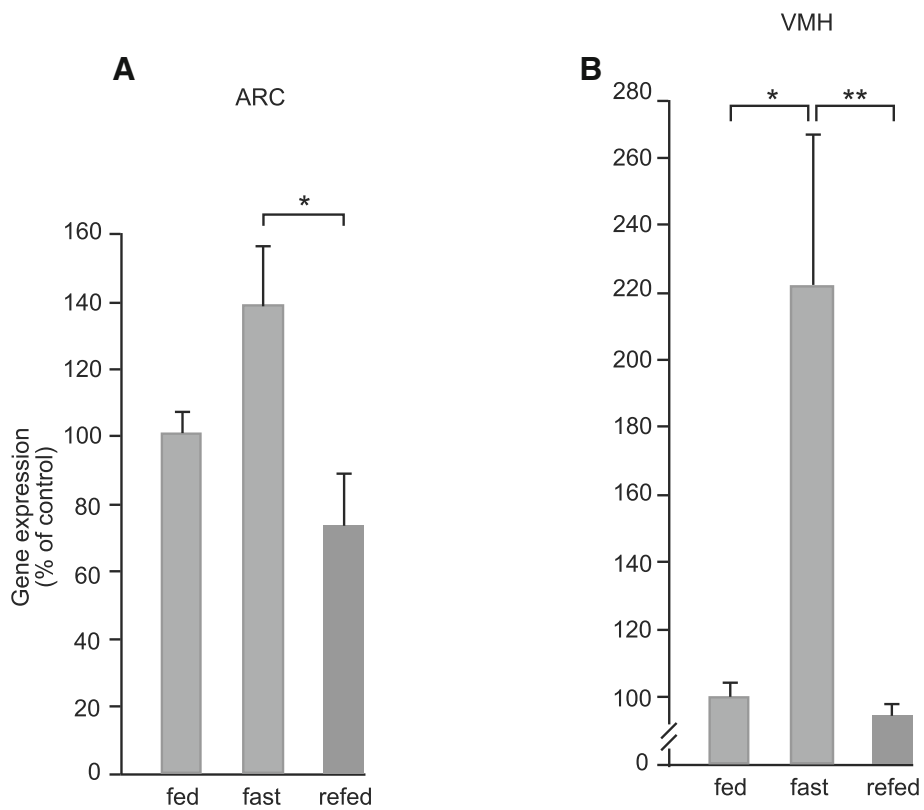 A
ARC
Gene expression
(% of control)
160
140
120
100
80
60
40
20
0
*
fed
fast
refed
B
VMH
280
260
240
220
200
180
160
140
120
100
0
*
**
fed
fast
refed